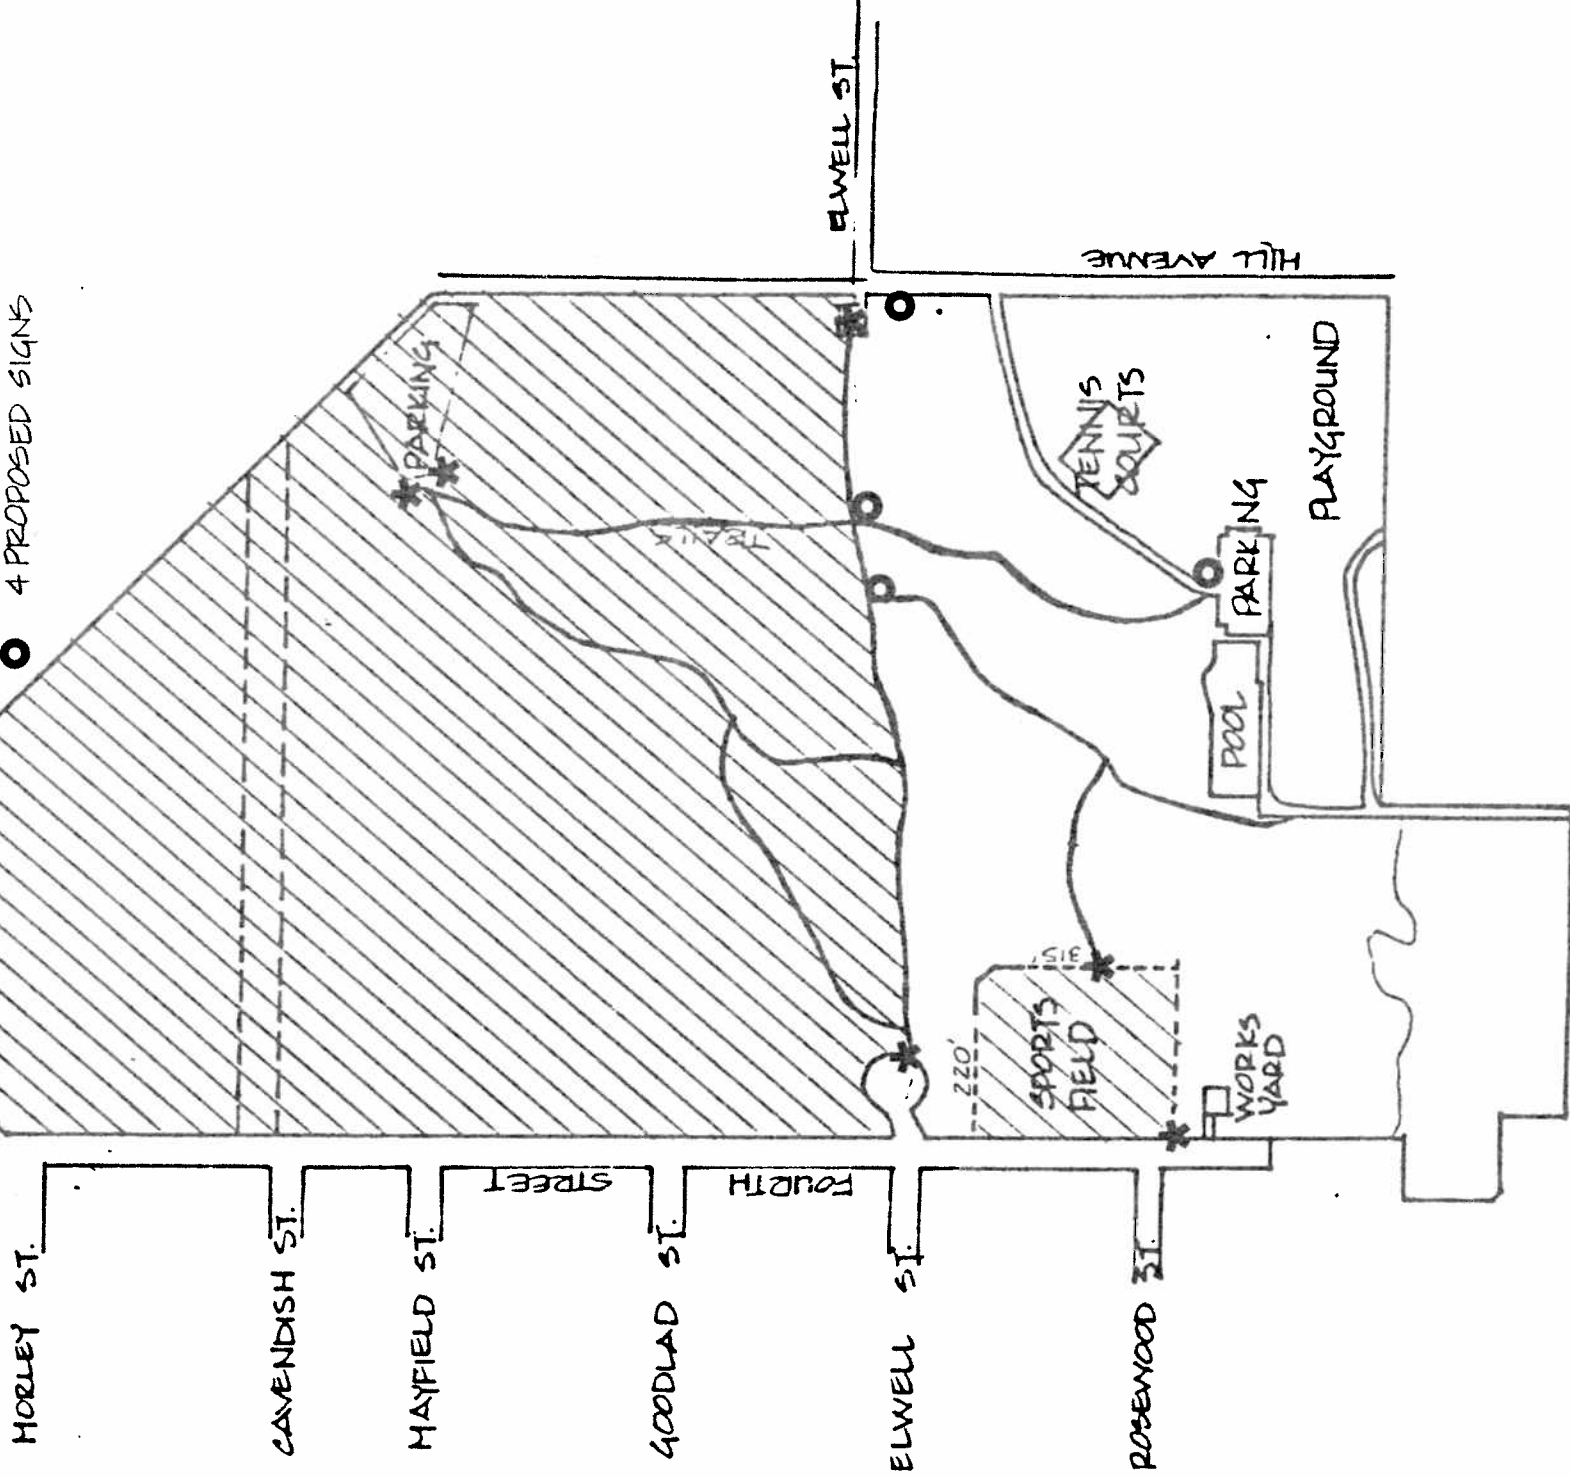 4 PROPOSED SIGNS
ELWELL ST.
HILL AVENUE
PARKING
TRAILS
TENNIS
COURTS
PLAYGROUND
PARKING
POOL
315'
220'
SPORTS
FIELD
WORKS
YARD
FOURTH STREET
MORLEY ST.
CAVENDISH ST.
MAYFIELD ST.
GOODLAD ST.
ELWELL ST.
ROSEWOOD ST.